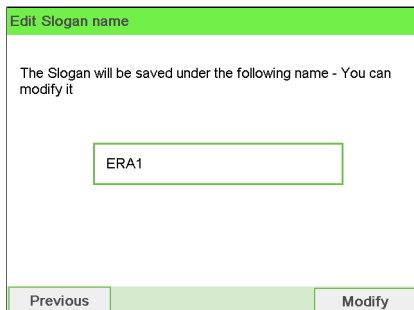 Edit Slogan name
The Slogan will be saved under the following name - You can
modify it
ERA1
Previous
Modify